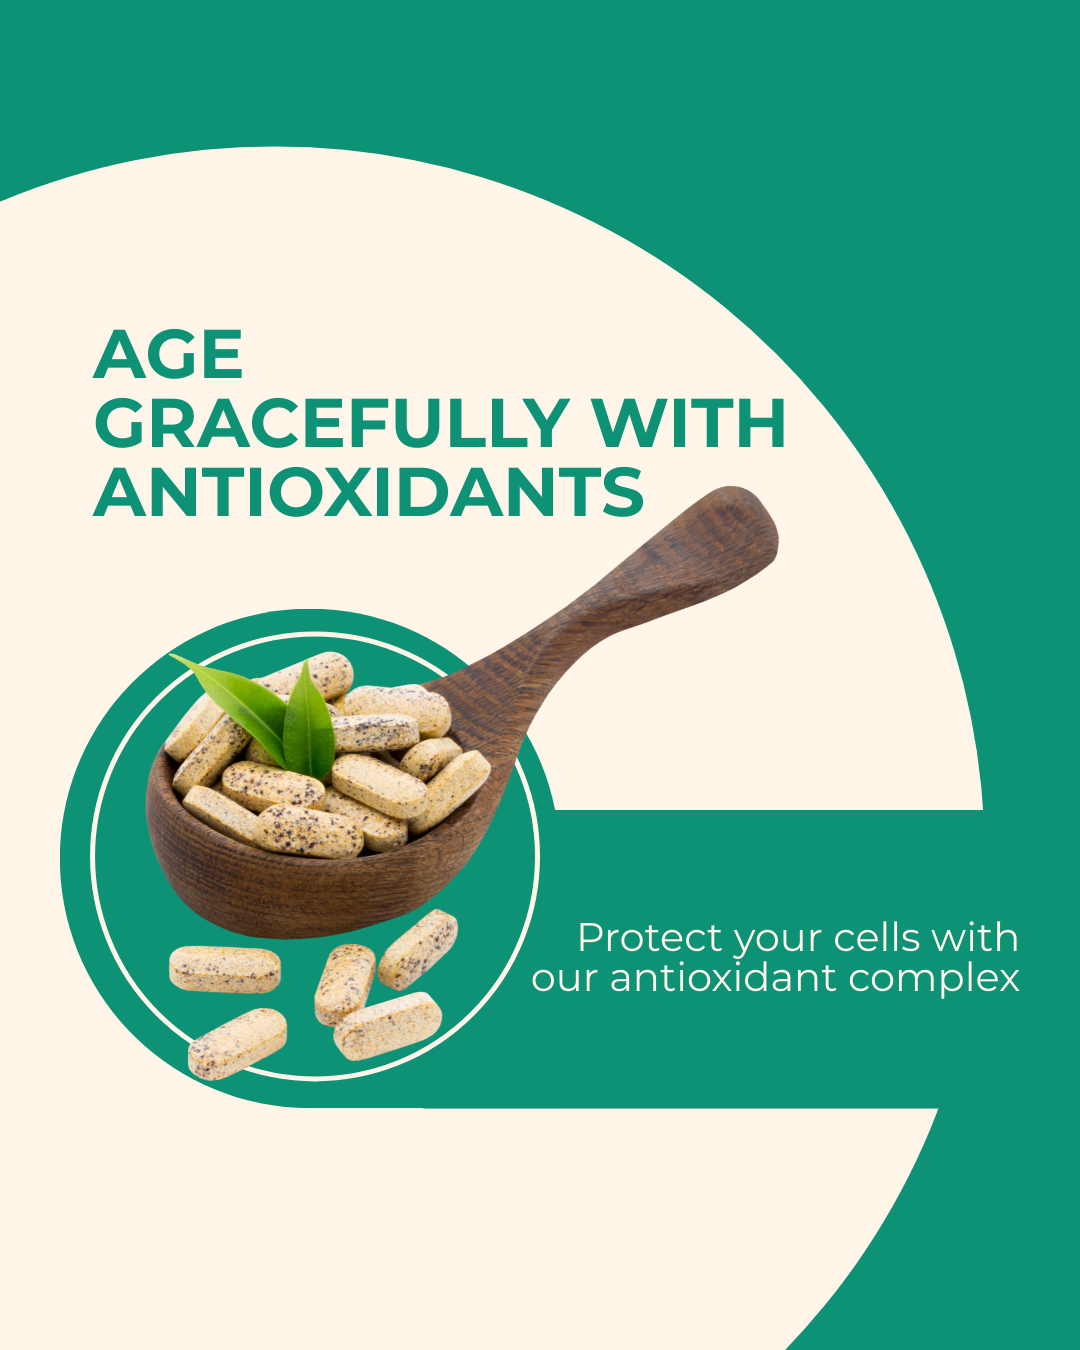 AGE
GRACEFULLY WITH
ANTIOXIDANTS
Protect your cells with
our antioxidant complex